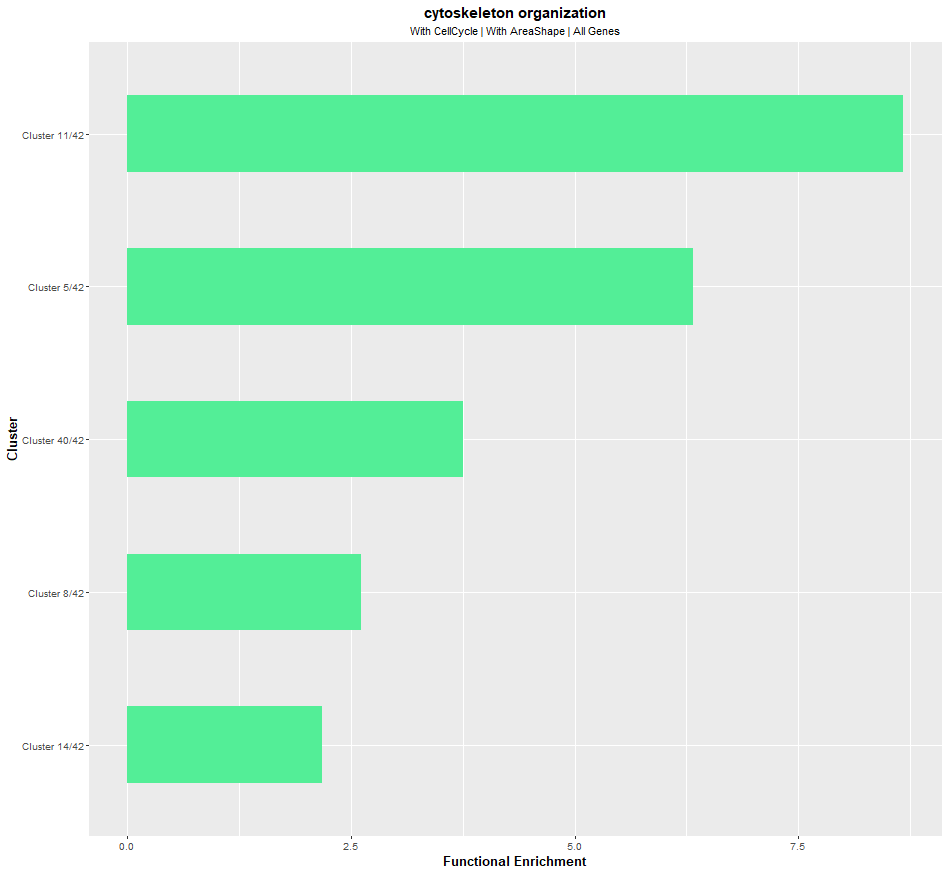 cytoskeleton organization
With CellCycle | With AreaShape | All Genes
Cluster
Cluster 11/42
Cluster 5/42
Cluster 40/42
Cluster 8/42
Cluster 14/42
0.0 2.5 5.0 7.5
Functional Enrichment